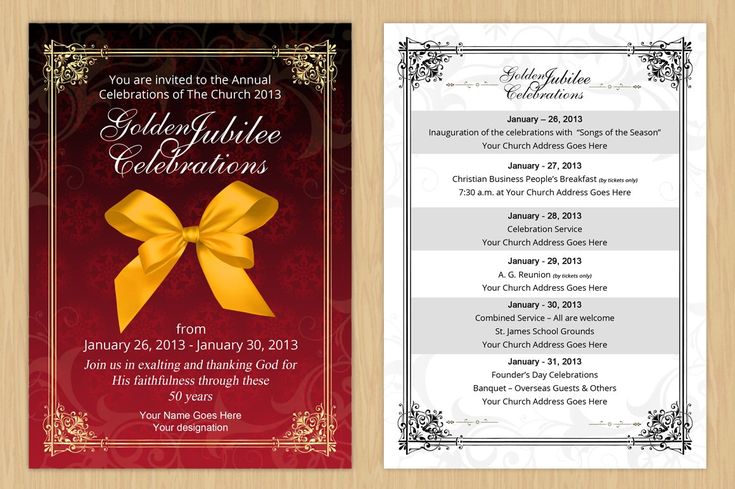 You are invited to the Annual
Celebrations of The Church 2013
Golden Jubilee
Celebrations
from
January 26, 2013 - January 30, 2013
Join us in exalting and thanking God for
His faithfulness through these
50 years
Your Name Goes Here
Your designation
Golden Jubilee
Celebrations
January – 26, 2013
Inauguration of the celebrations with “Songs of the Season”
Your Church Address Goes Here
January - 27, 2013
Christian Business People’s Breakfast (by tickets only)
7:30 a.m. at Your Church Address Goes Here
January - 28, 2013
Celebration Service
Your Church Address Goes Here
January - 29, 2013
A. G. Reunion (by tickets only)
Your Church Address Goes Here
January - 30, 2013
Combined Service – All are welcome
St. James School Grounds
Your Church Address Goes Here
January - 31, 2013
Founder’s Day Celebrations
Banquet – Overseas Guests & Others
Your Church Address Goes Here